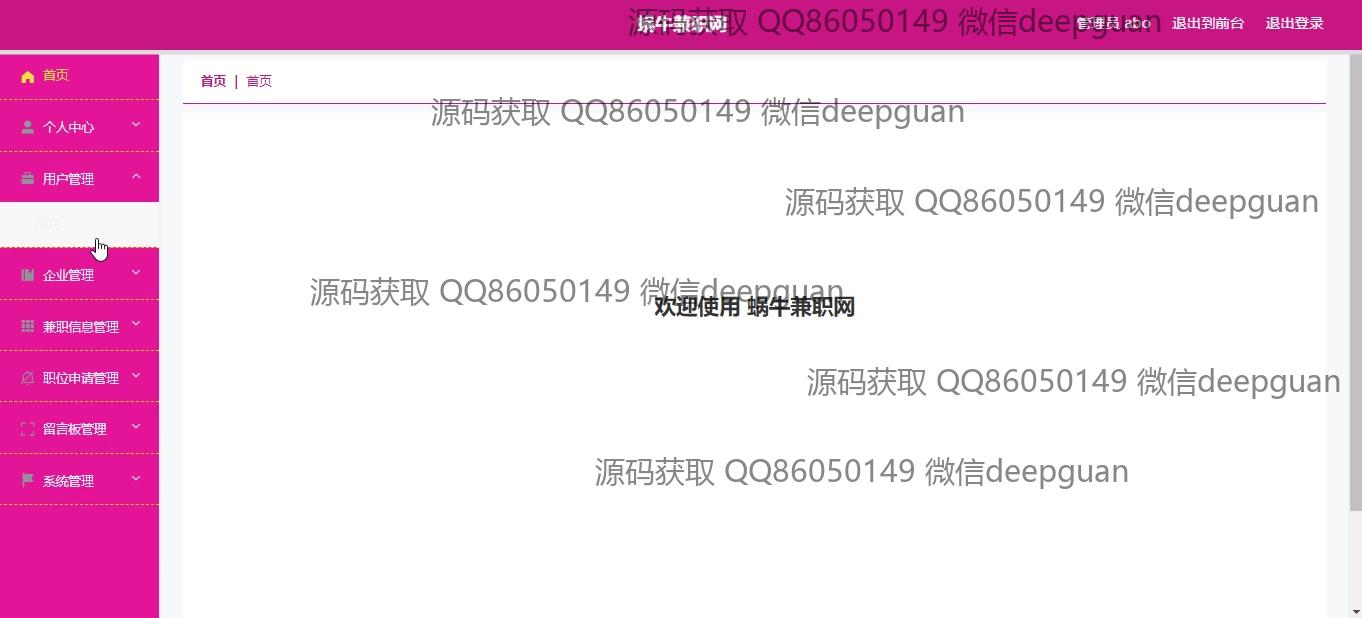 蜗牛兼职网
源码获取 QQ86050149 微信deepguan
管理员 abo 退出到前台 退出登录
首页
首页 | 首页
源码获取 QQ86050149 微信deepguan
个人中心
用户管理
源码获取 QQ86050149 微信deepguan
用户
企业管理
源码获取 QQ86050149 微信deepguan
欢迎使用 蜗牛兼职网
兼职信息管理
职位申请管理
源码获取 QQ86050149 微信deepguan
留言板管理
源码获取 QQ86050149 微信deepguan
系统管理